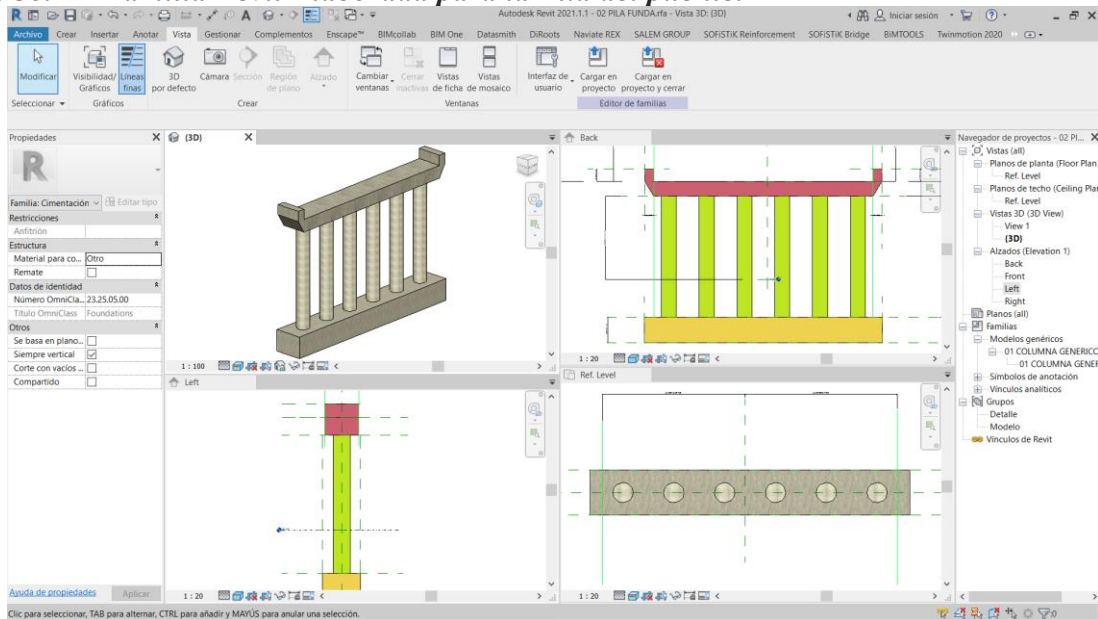 Autodesk Revit 2021.1.1 - 02 PILA FUNDA.rfa - Vista 3D: {3D}
Iniciar sesión
Archivo Crear Insertar Anotar Vista Gestionar Complementos Enscape™ BIMcollab BIM One Datasmith DiRoots Naviate REX SALEM GROUP SOFiSTiK Reinforcement SOFiSTiK Bridge BiMTOOLS Twinmotion 2020
Modificar
Visibilidad/ Gráficos
Líneas finas
3D por defecto
Cámara
Sección
Región de plano
Alzado
Cambiar ventanas
Cerrar inactivas
Vistas de ficha
Vistas de mosaico
Interfaz de usuario
Cargar en proyecto
Cargar en proyecto y cerrar
Seleccionar
Gráficos
Crear
Ventanas
Editor de familias
Propiedades
Familia: Cimentación
Editar tipo
Restricciones
Anfitrión
Estructura
Material para co... Otro
Remate
Datos de identidad
Número OmniCla... 23.25.05.00
Título OmniClass Foundations
Otros
Se basa en plano...
Siempre vertical
Corte con vacíos ...
Compartido
Ayuda de propiedades
Aplicar
{3D}
1 : 100
Back
1 : 20
Left
1 : 20
Ref. Level
1 : 20
Navegador de proyectos - 02 PI...
Vistas (all)
Planos de planta (Floor Plan
Ref. Level
Planos de techo (Ceiling Plan
Ref. Level
Vistas 3D (3D View)
View 1
{3D}
Alzados (Elevation 1)
Back
Front
Left
Right
Planos (all)
Familias
Modelos genéricos
01 COLUMNA GENERICO
01 COLUMNA GENER
Símbolos de anotación
Vínculos analíticos
Grupos
Detalle
Modelo
Vínculos de Revit
Clic para seleccionar, TAB para alternar, CTRL para añadir y MAYÚS para anular una selección.
:0